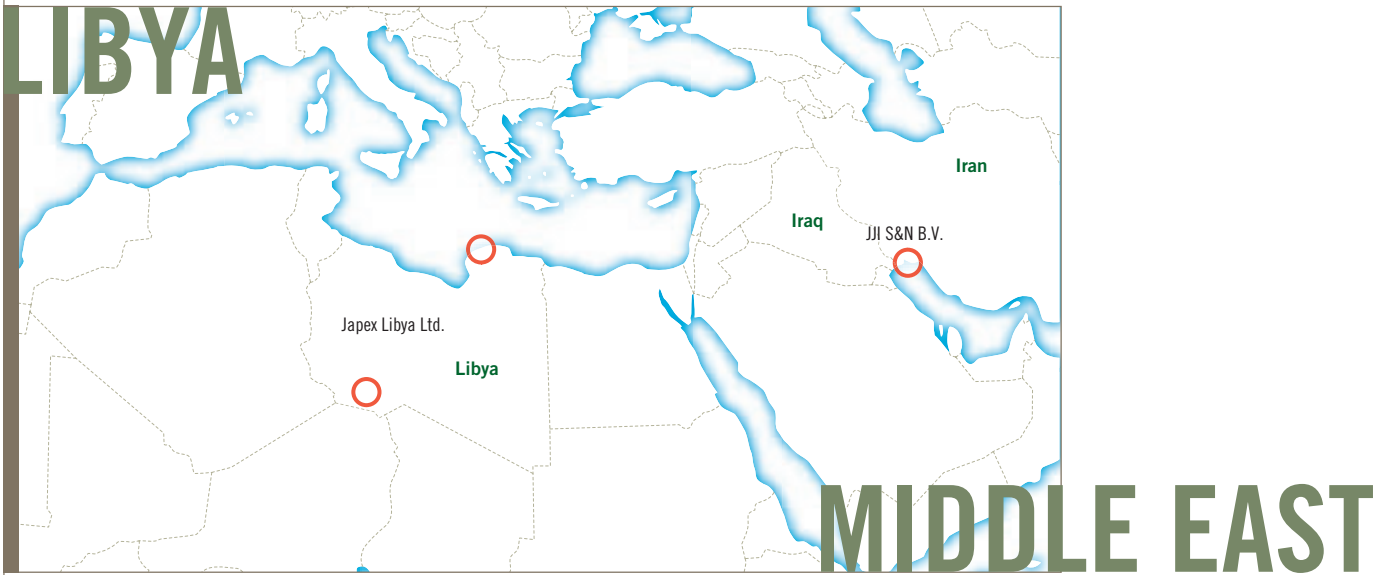 LIBYA
Iran
Iraq
JJI S&N B.V.
Japex Libya Ltd.
Libya
MIDDLE EAST